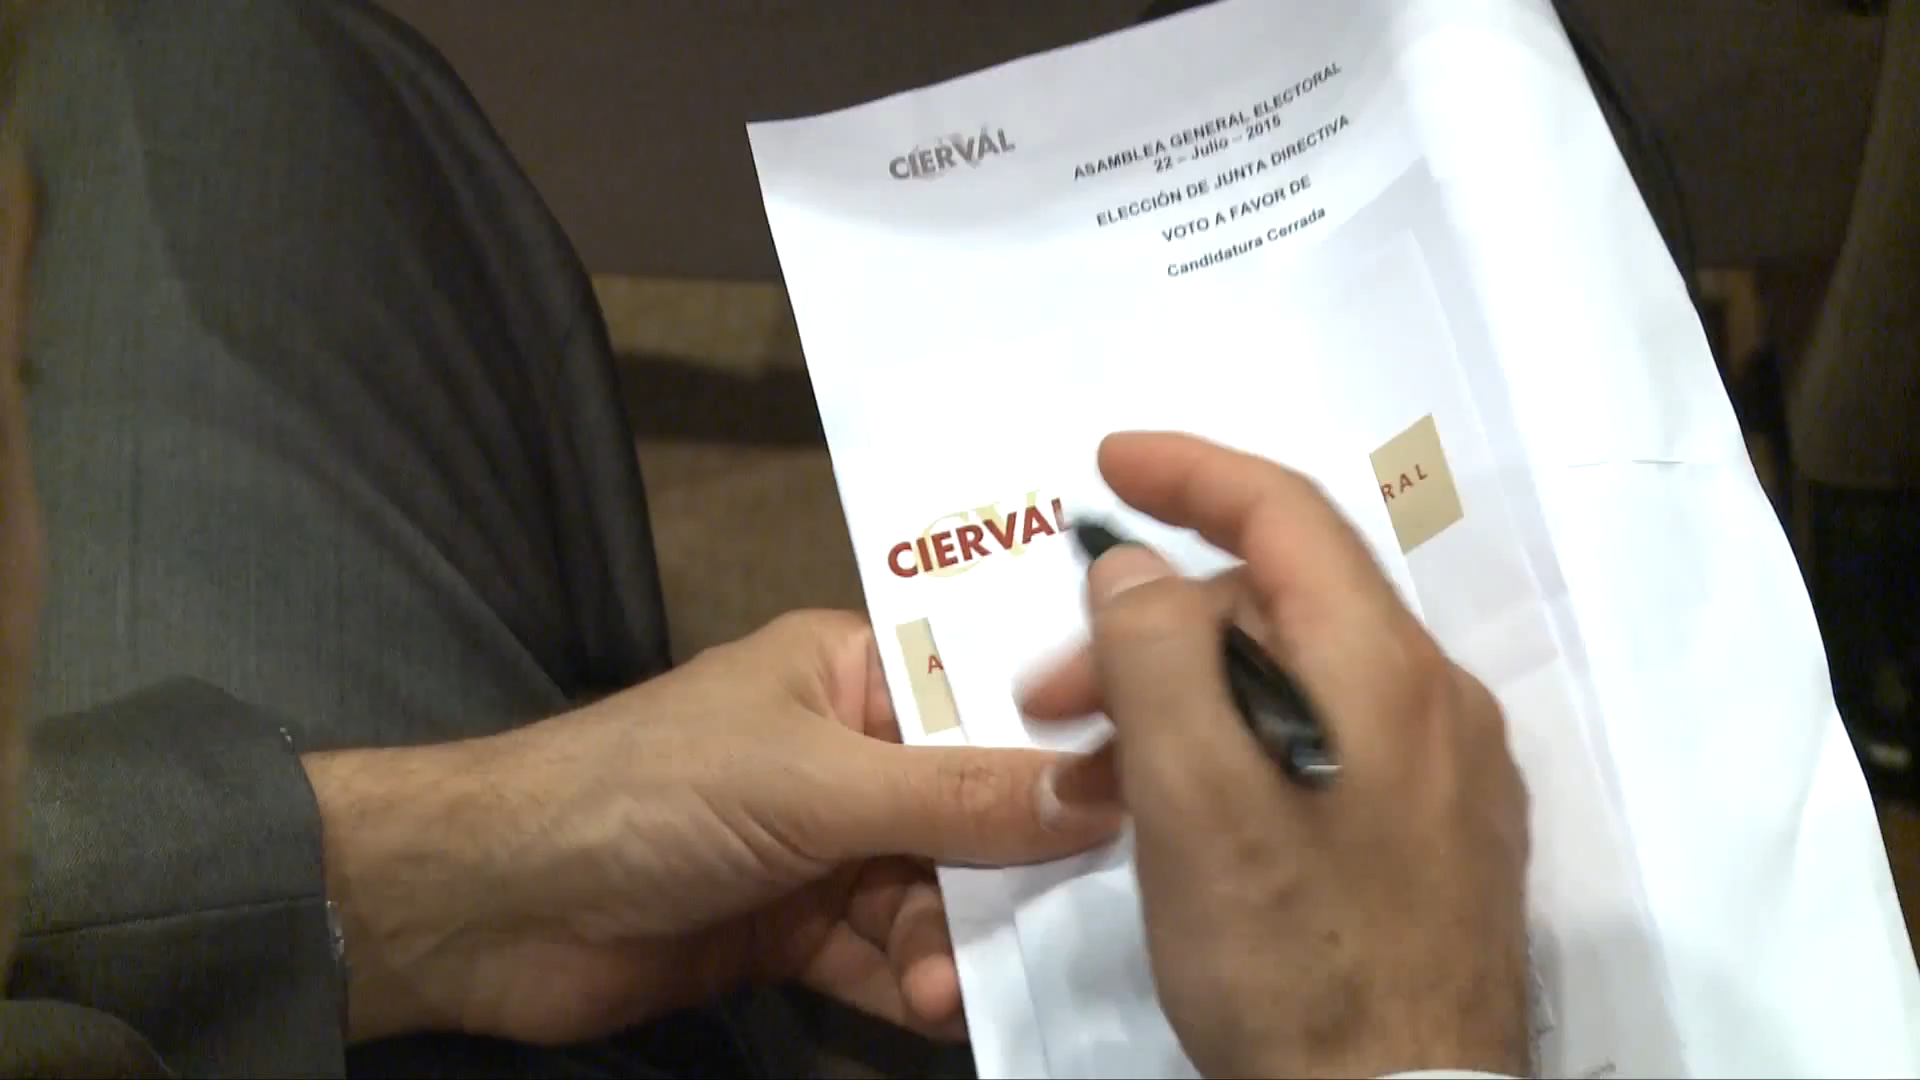 CIERVAL
ASAMBLEA GENERAL ELECTORAL
22 – Julio – 2015
ELECCIÓN DE JUNTA DIRECTIVA
VOTO A FAVOR DE
Candidatura Cerrada
CIERVAL
RAL
A